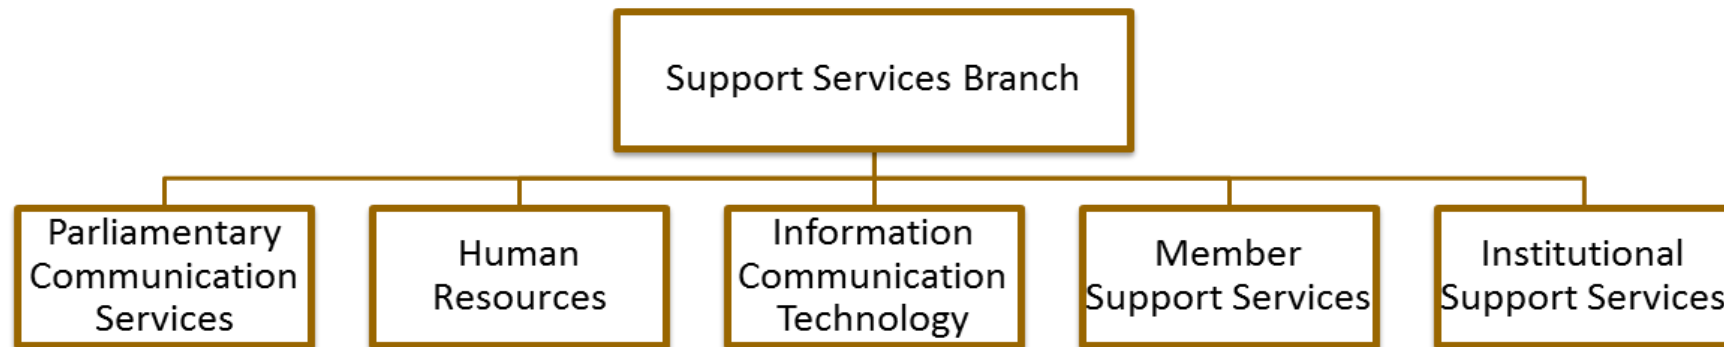 Support Services Branch
Parliamentary
Communication
Services
Human
Resources
Information
Communication
Technology
Member
Support Services
Institutional
Support Services